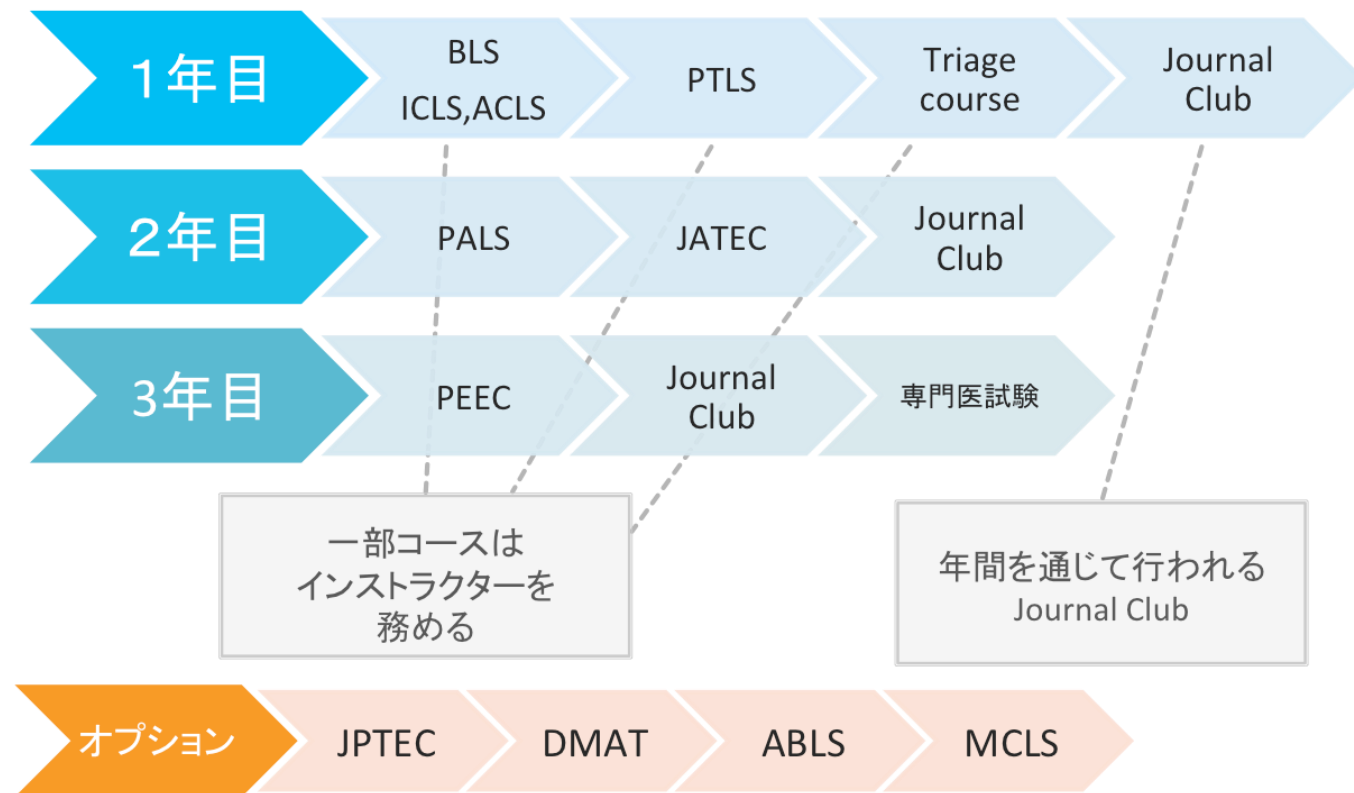 １年目
BLS
ICLS,ACLS
PTLS
Triage
course
Journal
Club
２年目
PALS
JATEC
Journal
Club
3年目
PEEC
Journal
Club
専門医試験
一部コースは
インストラクターを
務める
年間を通じて行われる
Journal Club
オプション
JPTEC
DMAT
ABLS
MCLS